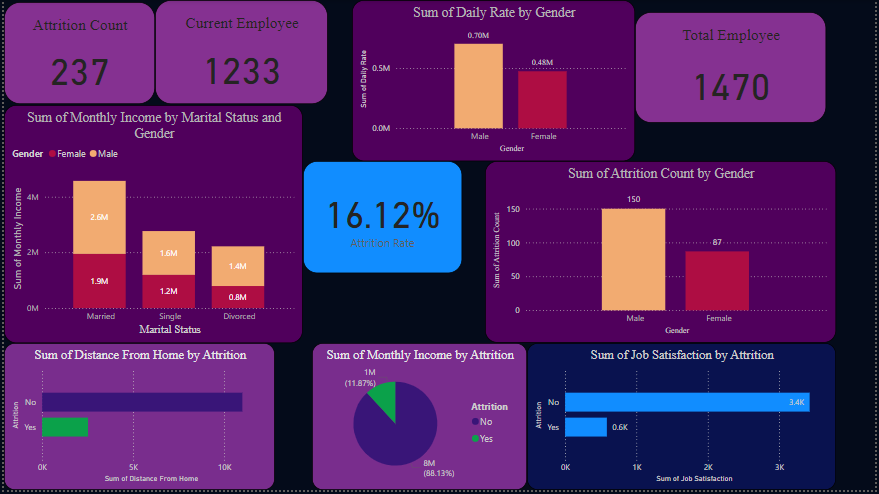 Attrition Count
237
Current Employee
1233
Sum of Daily Rate by Gender
Sum of Daily Rate
0.5M
0.0M
0.70M
0.48M
Male
Female
Gender
Total Employee
1470
Sum of Monthly Income by Marital Status and
Gender
Gender Female Male
Sum of Monthly Income
4M
2M
0M
2.6M
1.9M
1.6M
1.2M
1.4M
0.8M
Married
Single
Divorced
Marital Status
16.12%
Attrition Rate
Sum of Attrition Count by Gender
Sum of Attrition Count
150
100
50
0
150
87
Male
Female
Gender
Sum of Distance From Home by Attrition
Attrition
No
Yes
0K
5K
10K
Sum of Distance From Home
Sum of Monthly Income by Attrition
1M
(11.87%)
8M
(88.13%)
Attrition
No
Yes
Sum of Job Satisfaction by Attrition
Attrition
No
3.4K
Yes
0.6K
0K
1K
2K
3K
Sum of Job Satisfaction